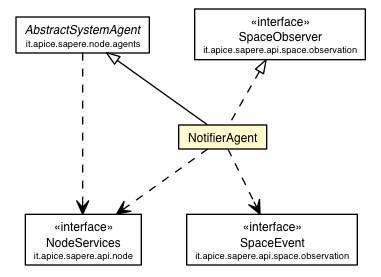 AbstractSystemAgent
it.apice.sapere.node.agents
«interface»
SpaceObserver
it.apice.sapere.api.space.observation
NotifierAgent
«interface»
NodeServices
it.apice.sapere.api.node
«interface»
SpaceEvent
it.apice.sapere.api.space.observation